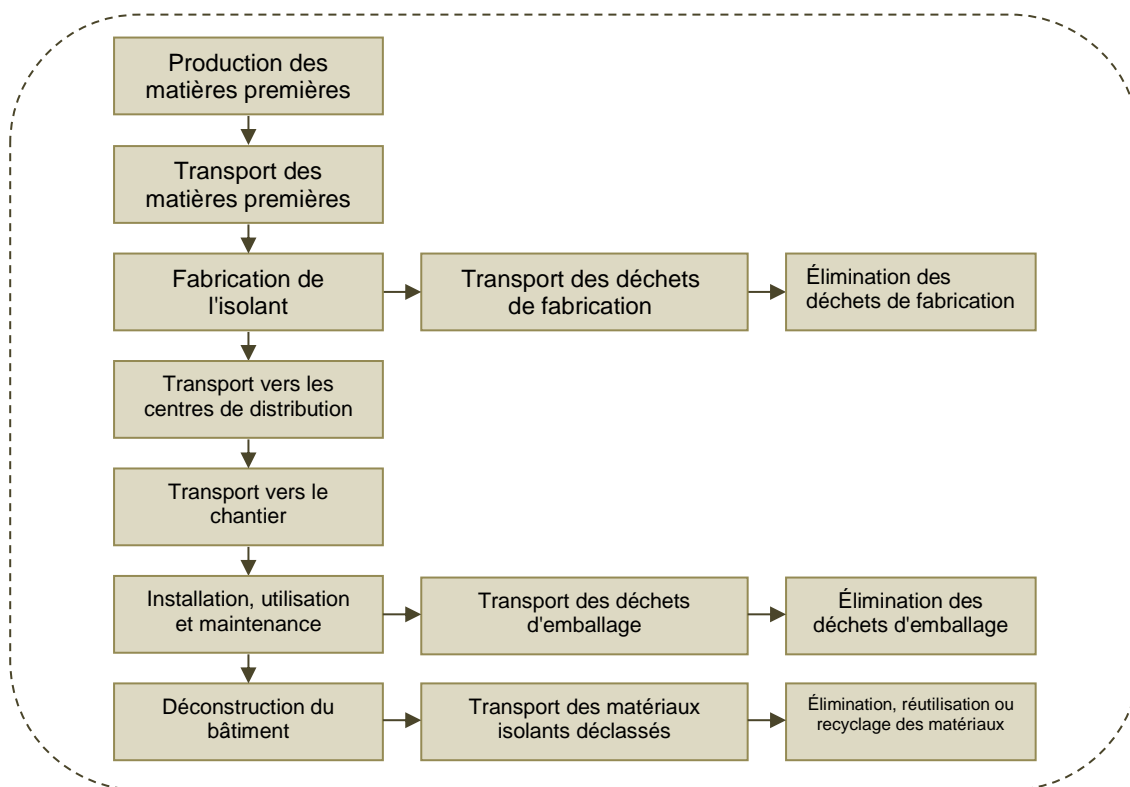 Production des
matières premières
Transport des
matières premières
Fabrication de
l'isolant
Transport des déchets
de fabrication
Élimination des
déchets de fabrication
Transport vers les
centres de distribution
Transport vers le
chantier
Installation, utilisation
et maintenance
Transport des déchets
d'emballage
Élimination des
déchets d'emballage
Déconstruction du
bâtiment
Transport des matériaux
isolants déclassés
Élimination, réutilisation ou
recyclage des matériaux